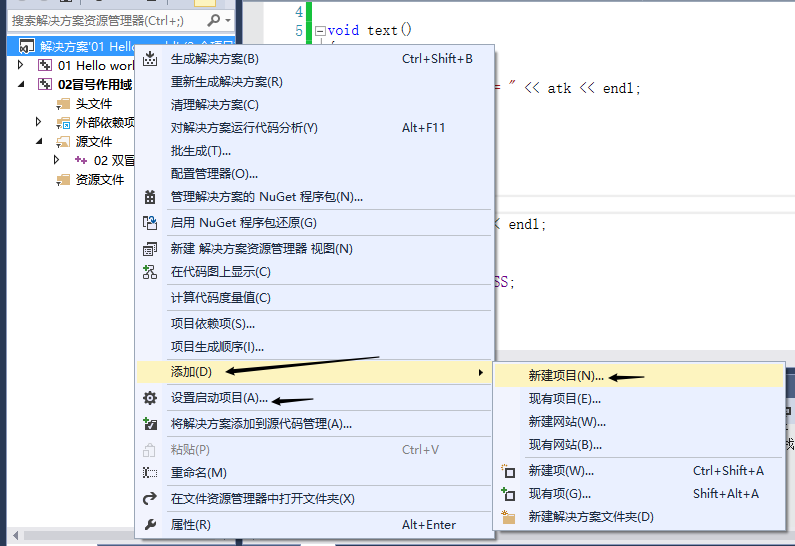 搜索解决方案资源管理器(Ctrl+;)
4
5 void text()
解决方案'01 Hello
01 Hello worl
02冒号作用域
头文件
外部依赖项
源文件
02 双冒
资源文件
= " << atk << endl;
< endl;
SS;
生成解决方案(B) Ctrl+Shift+B
重新生成解决方案(R)
清理解决方案(C)
对解决方案运行代码分析(Y) Alt+F11
批生成(T)...
配置管理器(O)...
管理解决方案的 NuGet 程序包(N)...
启用 NuGet 程序包还原(G)
新建 解决方案资源管理器 视图(N)
在代码图上显示(C)
计算代码度量值(C)
项目依赖项(S)...
项目生成顺序(I)...
添加(D)
设置启动项目(A)...
将解决方案添加到源代码管理(A)...
粘贴(P) Ctrl+V
重命名(M)
在文件资源管理器中打开文件夹(X)
属性(R) Alt+Enter
新建项目(N)...
现有项目(E)...
新建网站(W)...
现有网站(B)...
新建项(W)... Ctrl+Shift+A
现有项(G)... Shift+Alt+A
新建解决方案文件夹(D)